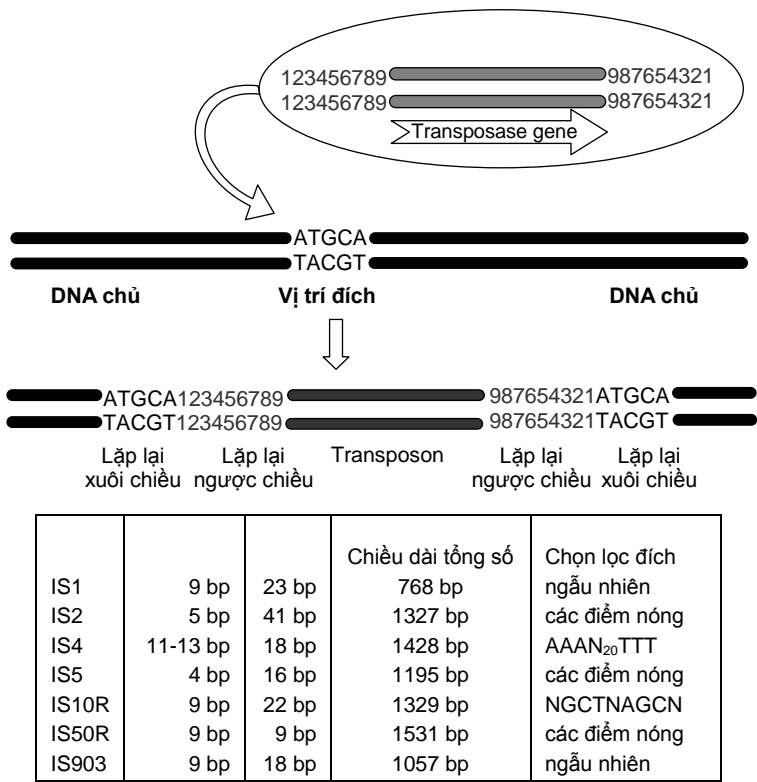 123456789 987654321
123456789 987654321
Transposase gene
ATGCA
TACGT
DNA chủ Vị trí đích DNA chủ
ATGCA123456789 987654321ATGCA
TACGT123456789 987654321TACGT
Lặp lại Lặp lại Transposon Lặp lại Lặp lại
xuôi chiều ngược chiều ngược chiều xuôi chiều
Chiều dài tổng số Chọn lọc đích
IS1 9 bp 23 bp 768 bp ngẫu nhiên
IS2 5 bp 41 bp 1327 bp các điểm nóng
IS4 11-13 bp 18 bp 1428 bp AAAN₂₀TTT
IS5 4 bp 16 bp 1195 bp các điểm nóng
IS10R 9 bp 22 bp 1329 bp NGCTNAGCN
IS50R 9 bp 9 bp 1531 bp các điểm nóng
IS903 9 bp 18 bp 1057 bp ngẫu nhiên